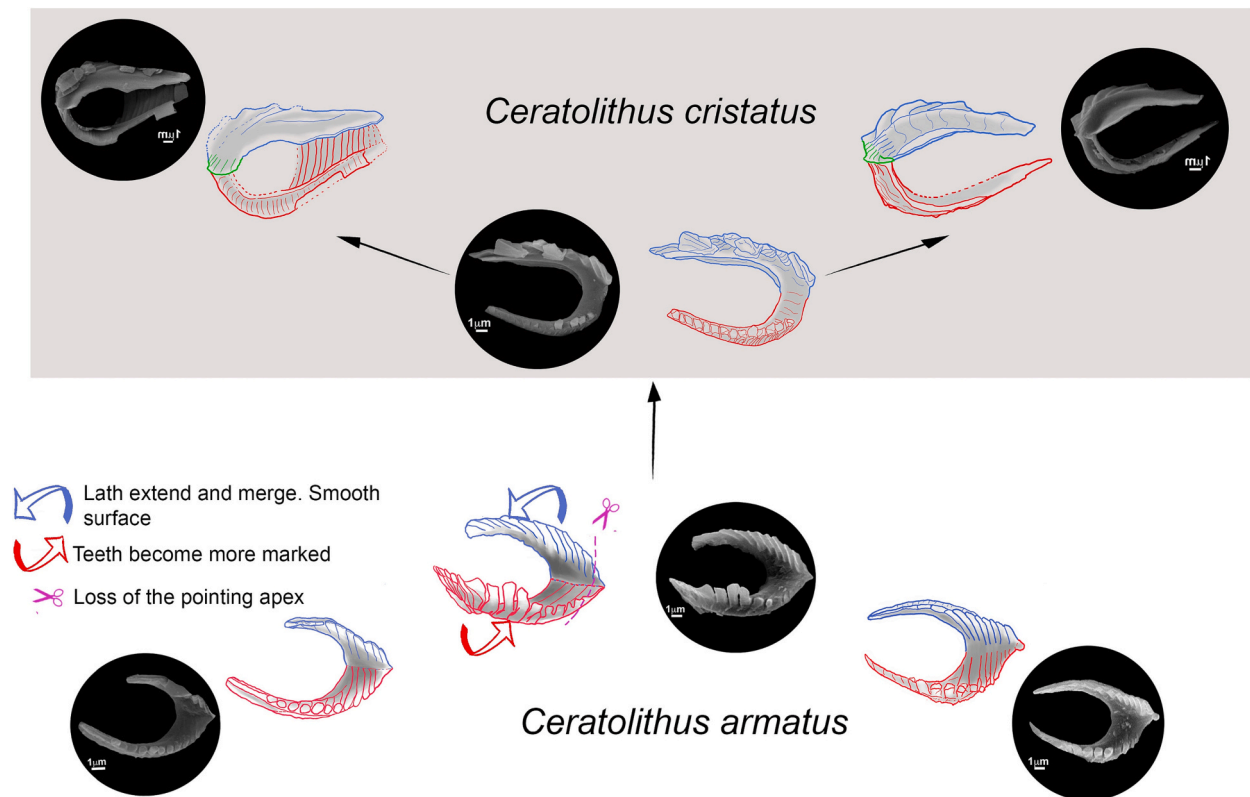 Ceratolithus cristatus
1µm
1µm
1µm
Lath extend and merge. Smooth
surface
Teeth become more marked
Loss of the pointing apex
1µm
1µm
1µm
Ceratolithus armatus